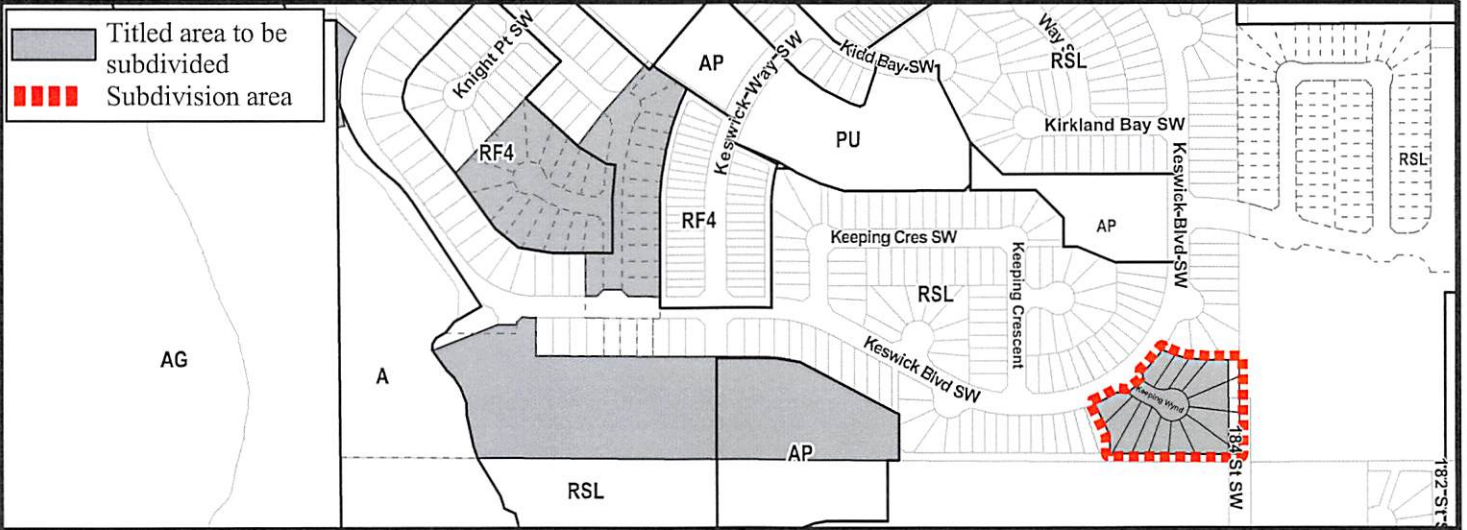 Titled area to be
subdivided
Subdivision area
Knight Pt SW
RF4
AP
Keswick Way SW
Kidd Bay SW
PU
Way S
RSL
Kirkland Bay SW
Keswick Blvd SW
RSL
RF4
Keeping Cres SW
AP
RSL
Keeping Crescent
AG
A
Keswick Blvd SW
Keeping Wynd
184 St SW
AP
RSL
182 St S